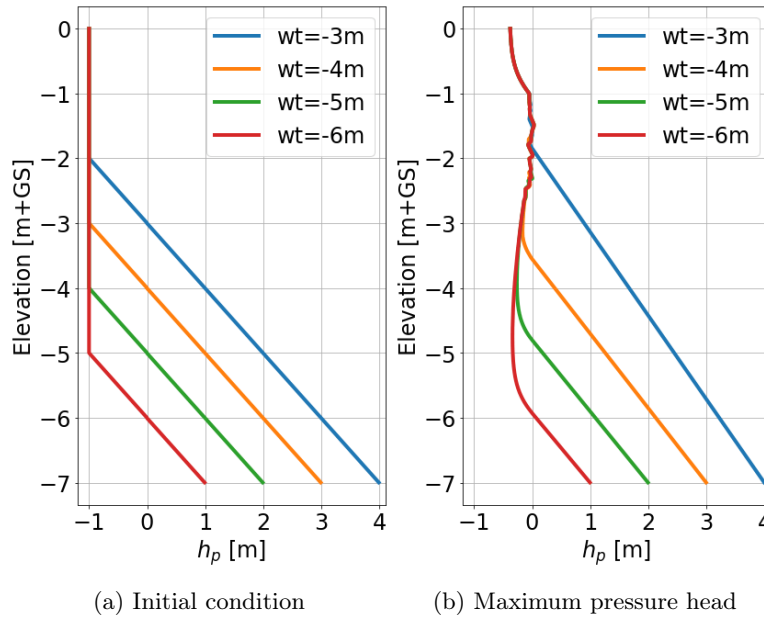 wt=-3m
wt=-4m
wt=-5m
wt=-6m
0
−1
−2
−3
−4
−5
−6
−7
Elevation [m+GS]
−1 0 1 2 3 4
h_p [m]
(a) Initial condition
wt=-3m
wt=-4m
wt=-5m
wt=-6m
0
−1
−2
−3
−4
−5
−6
−7
Elevation [m+GS]
−1 0 1 2 3 4
h_p [m]
(b) Maximum pressure head